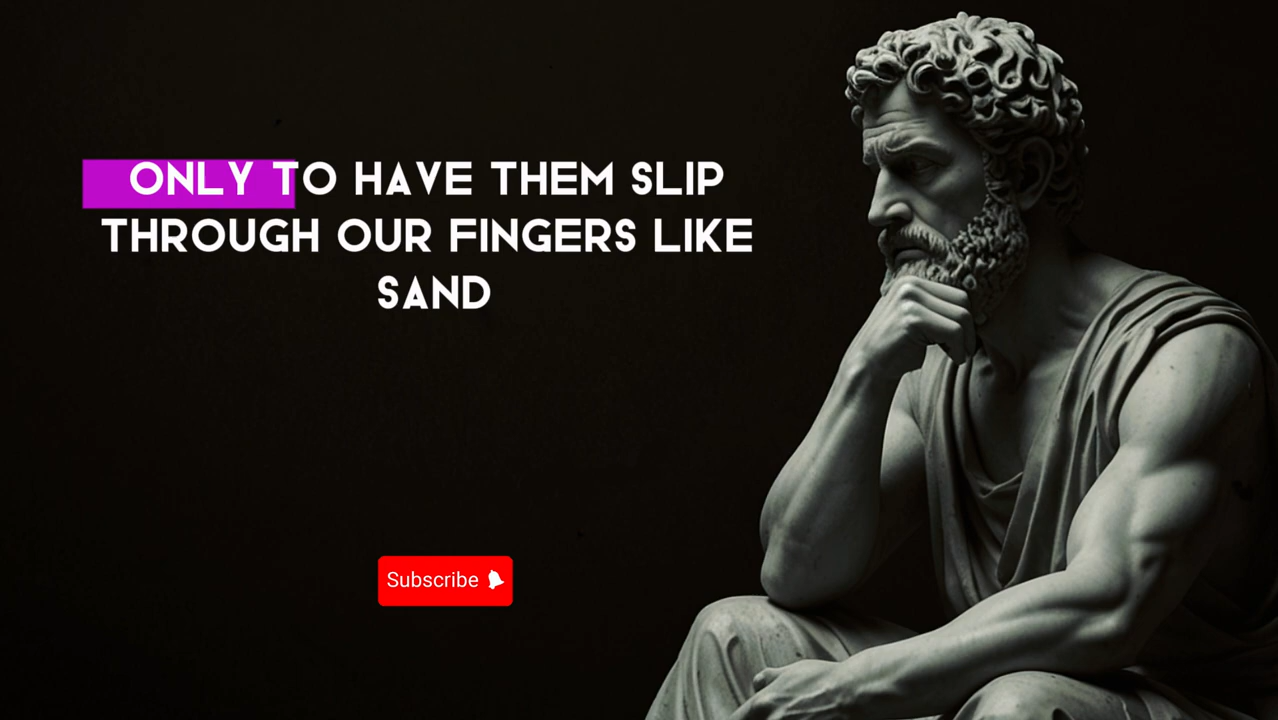 ONLY TO HAVE THEM SLIP
THROUGH OUR FINGERS LIKE
SAND
Subscribe